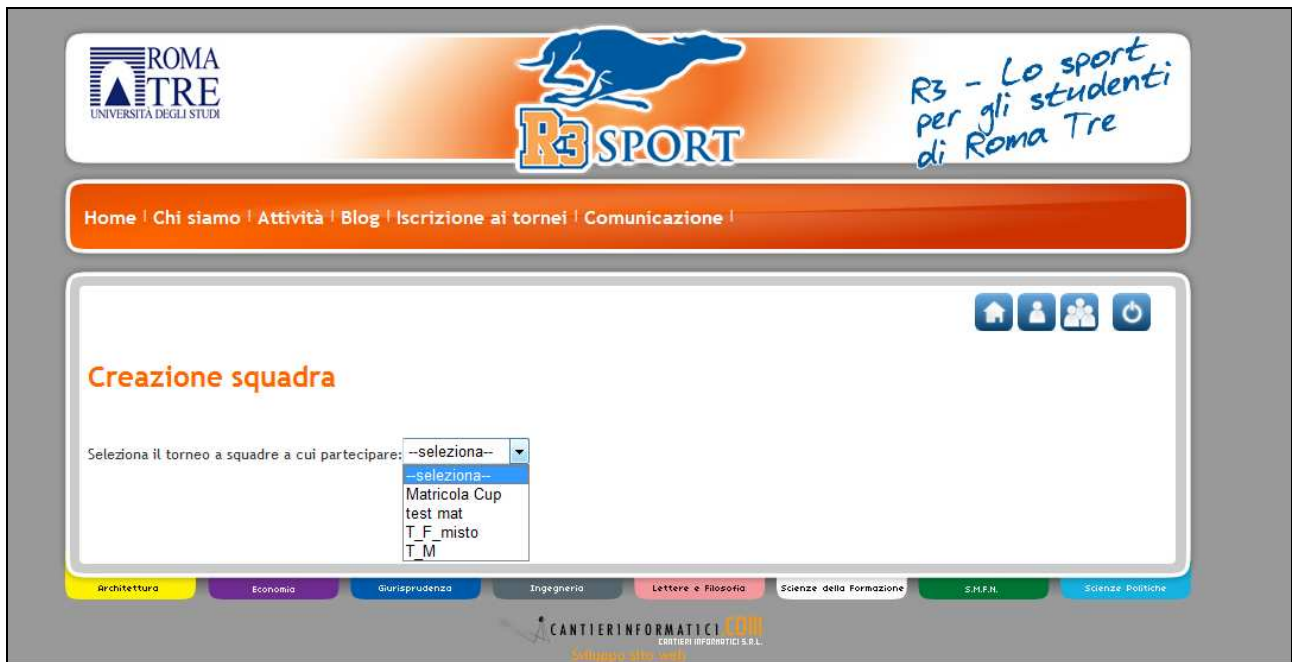 ROMA
TRE
UNIVERSITÀ DEGLI STUDI
R3 SPORT
R3 - Lo sport
per gli studenti
di Roma Tre
Home | Chi siamo | Attività | Blog | Iscrizione ai tornei | Comunicazione |
Creazione squadra
Seleziona il torneo a squadre a cui partecipare: --seleziona--
--seleziona--
Matricola Cup
test mat
T_F_misto
T_M
Architettura Economia Giurisprudenza Ingegneria Lettere e Filosofia Scienze della Formazione S.M.F.N. Scienze Politiche
CANTIERINFORMATICI.COM
CANTIERI INFORMATICI S.R.L.
Sviluppo sito web